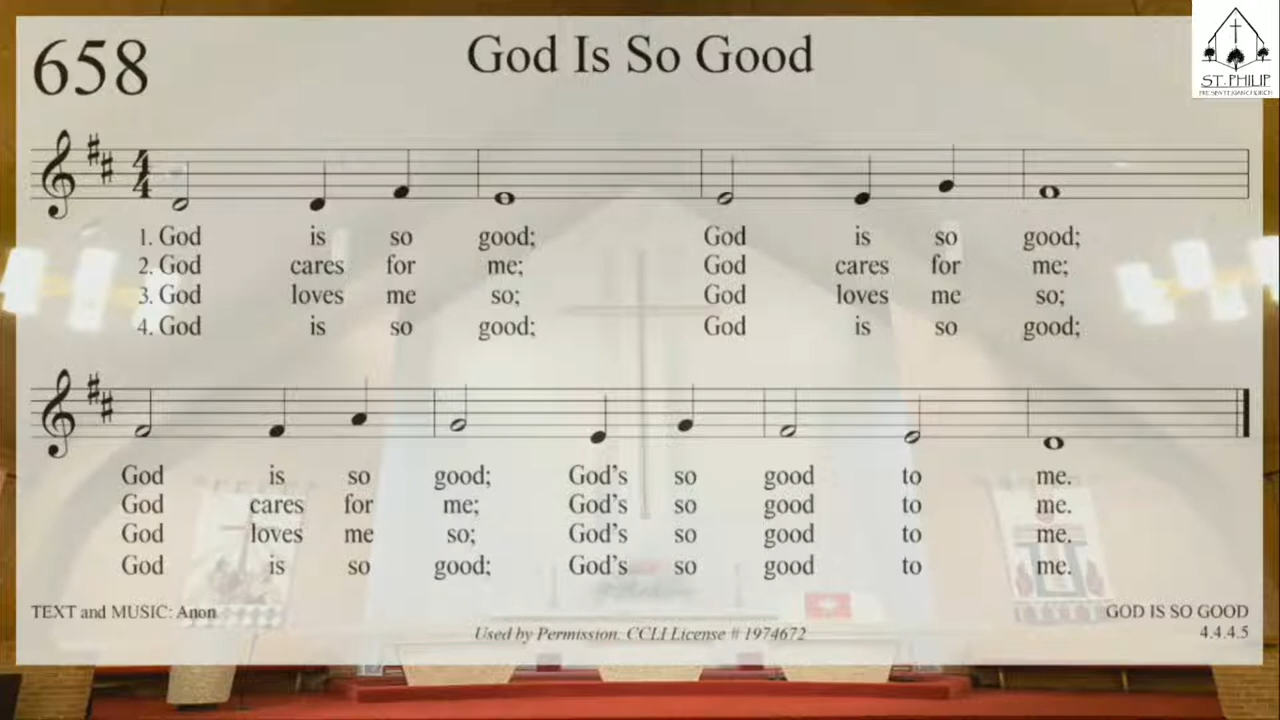 658
God Is So Good
ST. PHILIP
PRESBYTERIAN CHURCH
4
4
1. God is so good; God is so good;
2. God cares for me; God cares for me;
3. God loves me so; God loves me so;
4. God is so good; God is so good;
God is so good; God's so good to me.
God cares for me; God's so good to me.
God loves me so; God's so good to me.
God is so good; God's so good to me.
TEXT and MUSIC: Anon
GOD IS SO GOOD
Used by Permission. CCLI License # 1974672
4.4.4.5